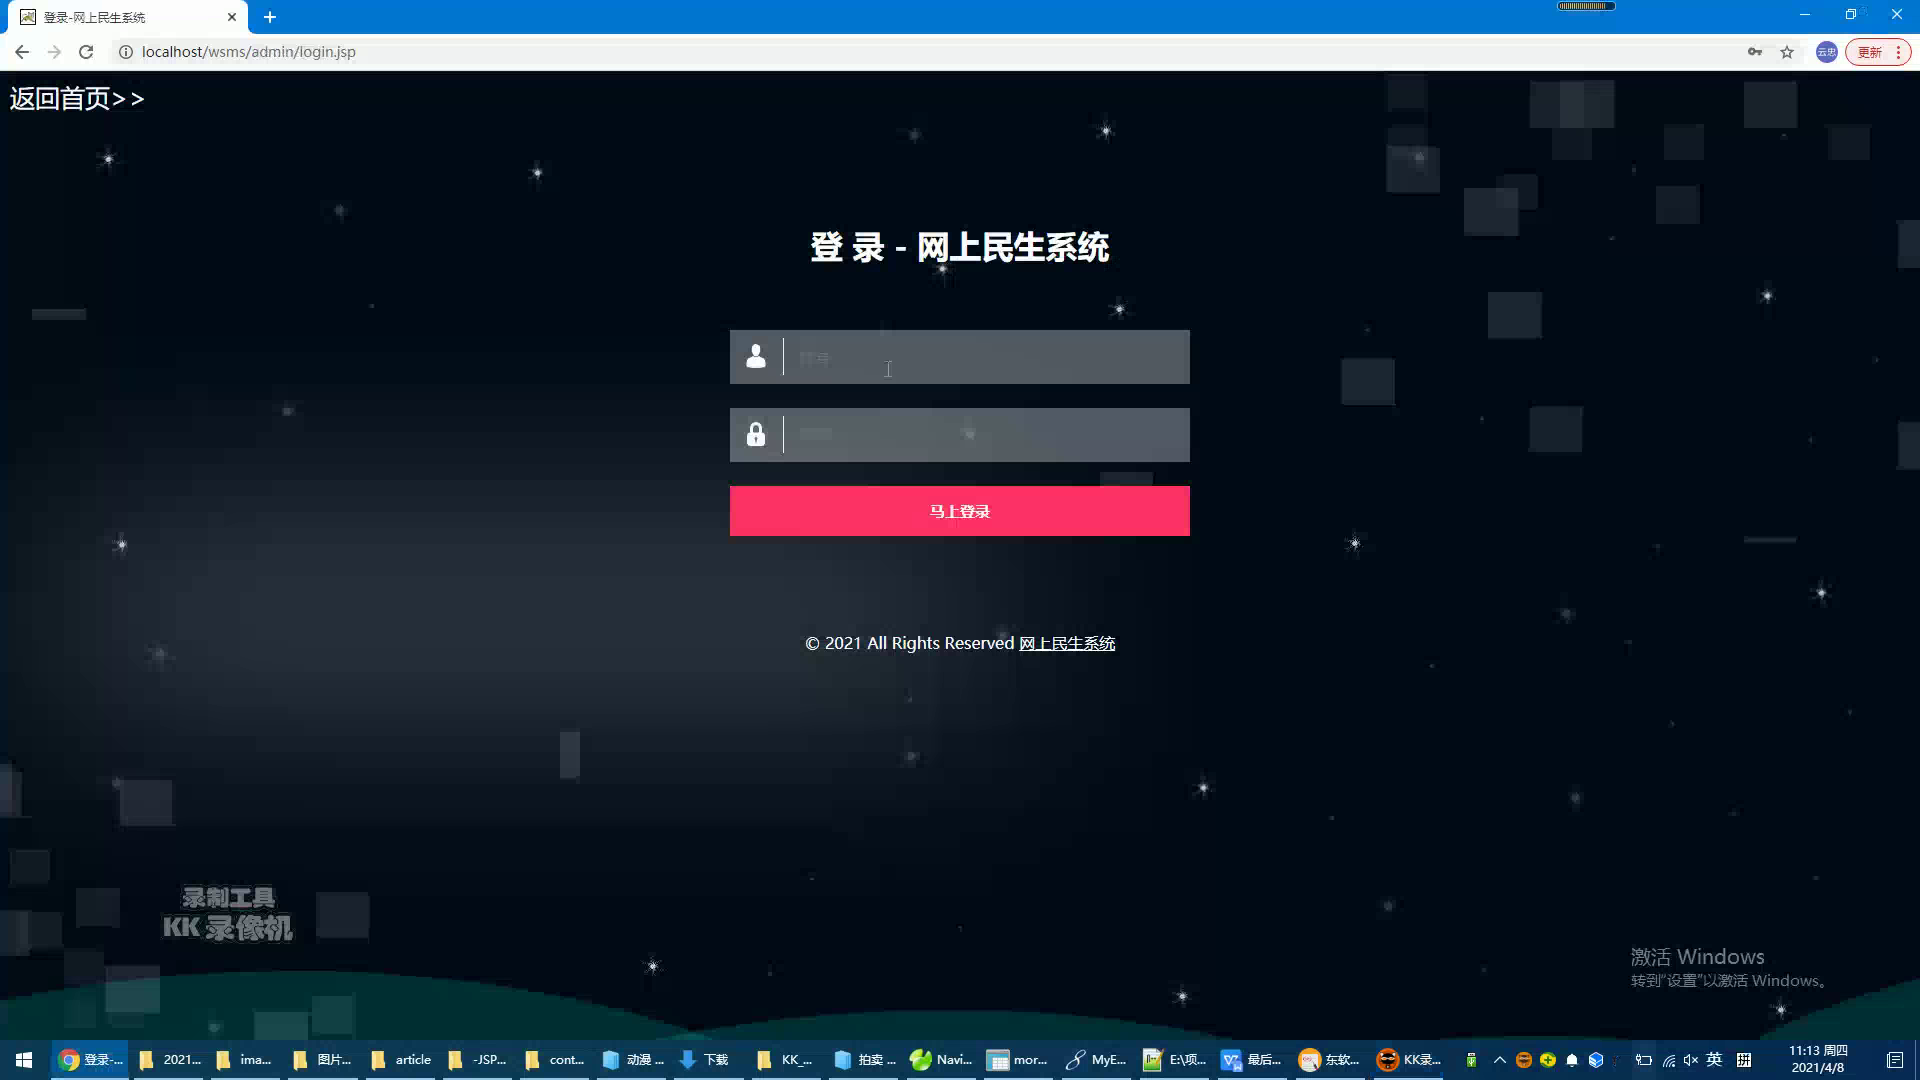 登录-网上民生系统
localhost/wsms/admin/login.jsp
云忠
更新
返回首页>>
登 录 - 网上民生系统
马上登录
© 2021 All Rights Reserved 网上民生系统
录制工具
KK 录像机
激活 Windows
转到“设置”以激活 Windows。
登录-...
2021...
ima...
图片...
article
-JSP...
cont...
动漫 ...
下载
KK_...
拍卖 ...
Navi...
mor...
MyE...
E:\项...
最后...
东软...
KK录...
英
拼
11:13 周四
2021/4/8